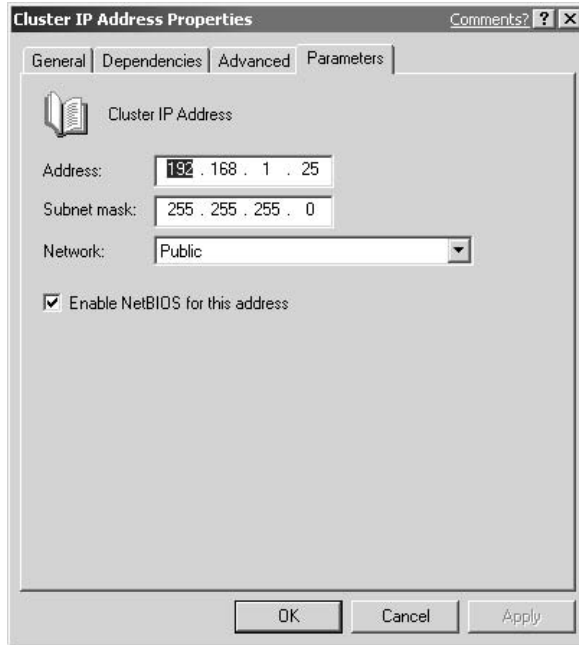 Cluster IP Address Properties Comments? ? X
General Dependencies Advanced Parameters
Cluster IP Address
Address: 192 . 168 . 1 . 25
Subnet mask: 255 . 255 . 255 . 0
Network: Public
Enable NetBIOS for this address
OK Cancel Apply